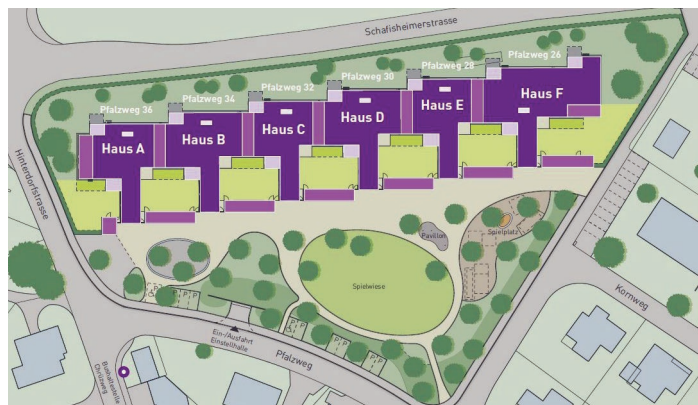 Schafisheimerstrasse
Pfalzweg 26
Pfalzweg 28
Pfalzweg 30
Pfalzweg 32
Pfalzweg 34
Pfalzweg 36
Haus A
Haus B
Haus C
Haus D
Haus E
Haus F
Hinterdorfstrasse
Pavillon
Spielplatz
Spielwiese
Kornweg
P
P
P
P
P
P
P
Ein-/Ausfahrt
Einstellhalle
Pfalzweg
Bushaltestelle